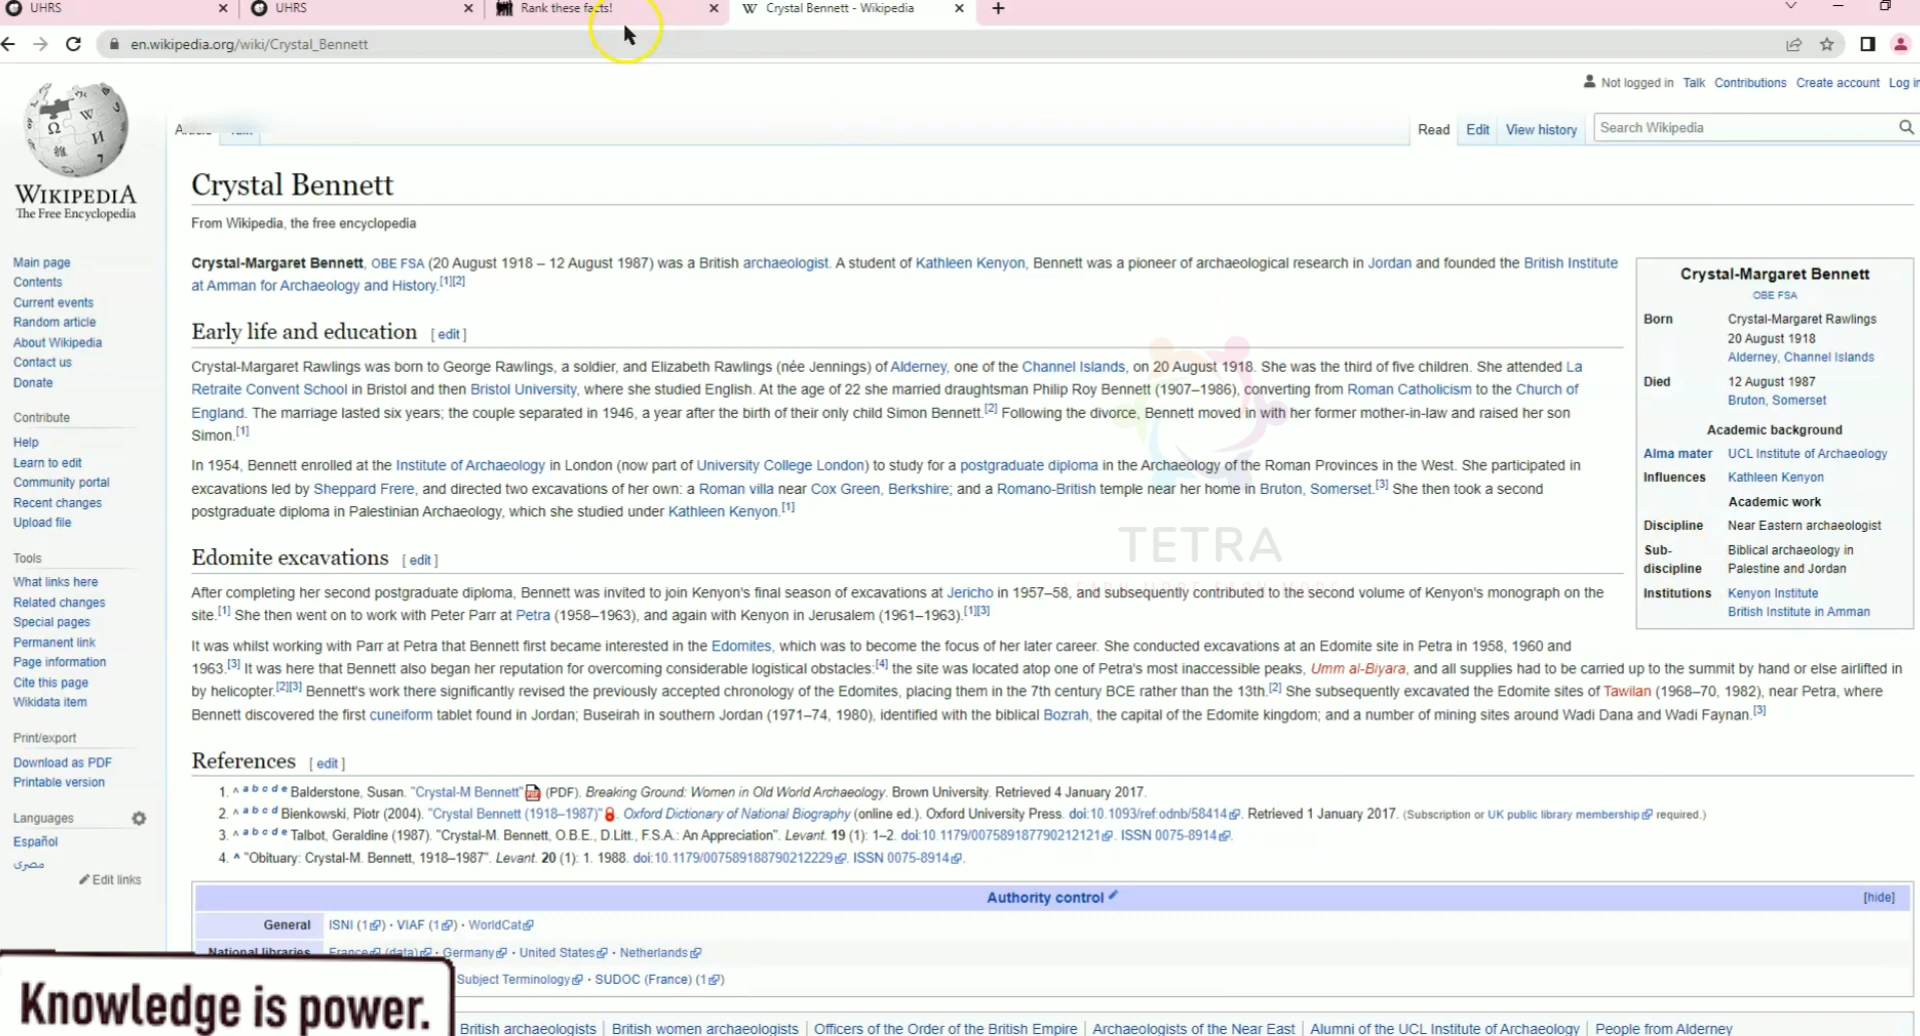 UHRS
UHRS
Rank these facts!
Crystal Bennett - Wikipedia
en.wikipedia.org/wiki/Crystal_Bennett
Not logged in Talk Contributions Create account Log in
Read Edit View history Search Wikipedia
WIKIPEDIA
The Free Encyclopedia
Main page
Contents
Current events
Random article
About Wikipedia
Contact us
Donate
Contribute
Help
Learn to edit
Community portal
Recent changes
Upload file
Tools
What links here
Related changes
Special pages
Permanent link
Page information
Cite this page
Wikidata item
Print/export
Download as PDF
Printable version
Languages
Español
مصرى
Edit links
Crystal Bennett
From Wikipedia, the free encyclopedia
Crystal-Margaret Bennett, OBE FSA (20 August 1918 – 12 August 1987) was a British archaeologist. A student of Kathleen Kenyon, Bennett was a pioneer of archaeological research in Jordan and founded the British Institute
at Amman for Archaeology and History.[1][2]
Early life and education [ edit ]
Crystal-Margaret Rawlings was born to George Rawlings, a soldier, and Elizabeth Rawlings (née Jennings) of Alderney, one of the Channel Islands, on 20 August 1918. She was the third of five children. She attended La
Retraite Convent School in Bristol and then Bristol University, where she studied English. At the age of 22 she married draughtsman Philip Roy Bennett (1907–1986), converting from Roman Catholicism to the Church of
England. The marriage lasted six years; the couple separated in 1946, a year after the birth of their only child Simon Bennett.[2] Following the divorce, Bennett moved in with her former mother-in-law and raised her son
Simon.[1]
In 1954, Bennett enrolled at the Institute of Archaeology in London (now part of University College London) to study for a postgraduate diploma in the Archaeology of the Roman Provinces in the West. She participated in
excavations led by Sheppard Frere, and directed two excavations of her own: a Roman villa near Cox Green, Berkshire; and a Romano-British temple near her home in Bruton, Somerset.[3] She then took a second
postgraduate diploma in Palestinian Archaeology, which she studied under Kathleen Kenyon.[1]
Edomite excavations [ edit ]
After completing her second postgraduate diploma, Bennett was invited to join Kenyon's final season of excavations at Jericho in 1957–58, and subsequently contributed to the second volume of Kenyon's monograph on the
site.[1] She then went on to work with Peter Parr at Petra (1958–1963), and again with Kenyon in Jerusalem (1961–1963).[1][3]
It was whilst working with Parr at Petra that Bennett first became interested in the Edomites, which was to become the focus of her later career. She conducted excavations at an Edomite site in Petra in 1958, 1960 and
1963.[3] It was here that Bennett also began her reputation for overcoming considerable logistical obstacles:[4] the site was located atop one of Petra's most inaccessible peaks, Umm al-Biyara, and all supplies had to be carried up to the summit by hand or else airlifted in
by helicopter.[2][3] Bennett's work there significantly revised the previously accepted chronology of the Edomites, placing them in the 7th century BCE rather than the 13th.[2] She subsequently excavated the Edomite sites of Tawilan (1968–70, 1982), near Petra, where
Bennett discovered the first cuneiform tablet found in Jordan; Buseirah in southern Jordan (1971–74, 1980), identified with the biblical Bozrah, the capital of the Edomite kingdom; and a number of mining sites around Wadi Dana and Wadi Faynan.[3]
Crystal-Margaret Bennett
OBE FSA
Born Crystal-Margaret Rawlings
20 August 1918
Alderney, Channel Islands
Died 12 August 1987
Bruton, Somerset
Academic background
Alma mater UCL Institute of Archaeology
Influences Kathleen Kenyon
Academic work
Discipline Near Eastern archaeologist
Sub-discipline Biblical archaeology in
Palestine and Jordan
Institutions Kenyon Institute
British Institute in Amman
TETRA
LEARN MORE EARN MORE
References [ edit ]
1. ^ a b c d e Balderstone, Susan. "Crystal-M Bennett" (PDF). Breaking Ground: Women in Old World Archaeology. Brown University. Retrieved 4 January 2017.
2. ^ a b c d Bienkowski, Piotr (2004). "Crystal Bennett (1918–1987)" Oxford Dictionary of National Biography (online ed.). Oxford University Press. doi:10.1093/ref:odnb/58414. Retrieved 1 January 2017. (Subscription or UK public library membership required.)
3. ^ a b c d e Talbot, Geraldine (1987). "Crystal-M. Bennett, O.B.E., D.Litt., F.S.A.: An Appreciation". Levant. 19 (1): 1–2. doi:10.1179/007589187790212121. ISSN 0075-8914.
4. ^ "Obituary: Crystal-M. Bennett, 1918–1987". Levant. 20 (1): 1. 1988. doi:10.1179/007589188790212229. ISSN 0075-8914.
Authority control [hide]
General ISNI (1) · VIAF (1) · WorldCat
National libraries France (data) · Germany · United States · Netherlands
Subject Terminology · SUDOC (France) (1)
Knowledge is power.
British archaeologists | British women archaeologists | Officers of the Order of the British Empire | Archaeologists of the Near East | Alumni of the UCL Institute of Archaeology | People from Alderney